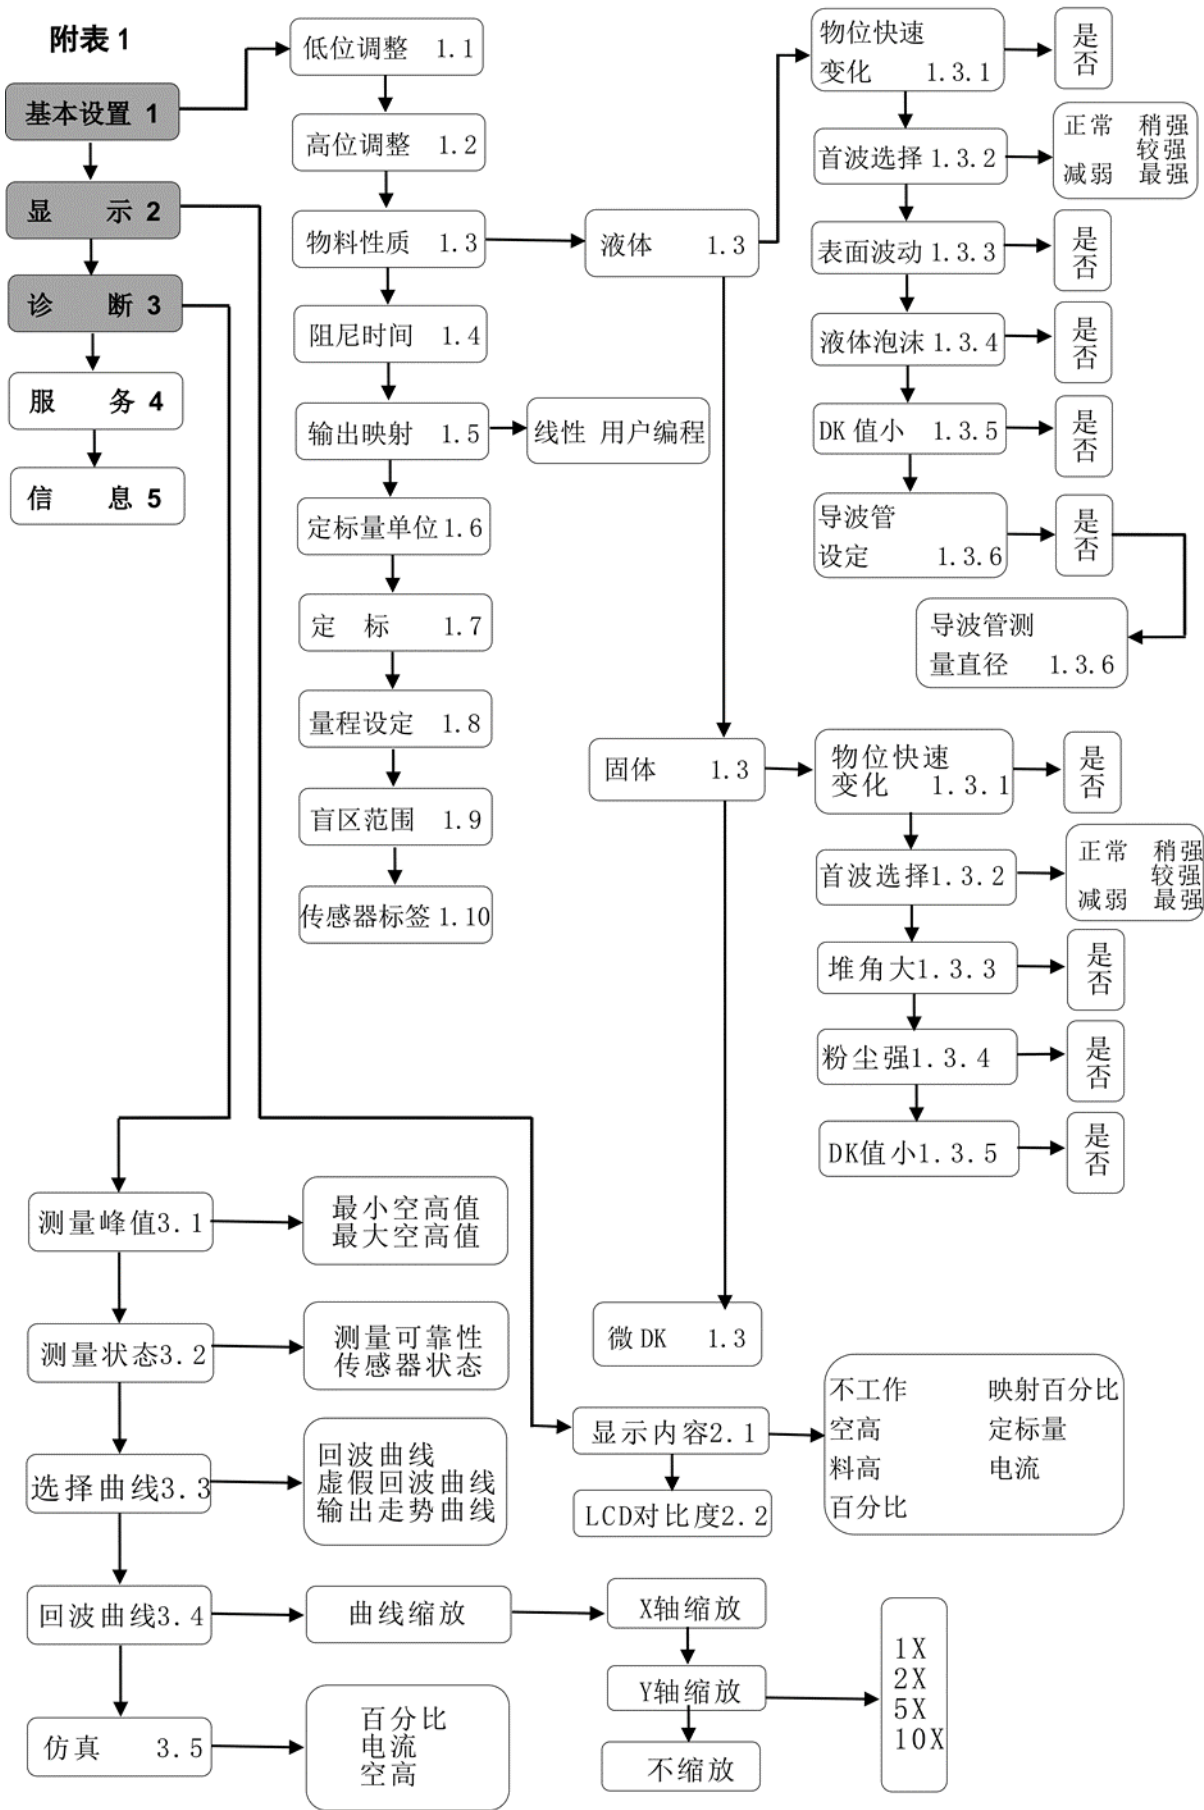 附表 1
基本设置 1
显 示 2
诊 断 3
服 务 4
信 息 5
低位调整 1.1
高位调整 1.2
物料性质 1.3
阻尼时间 1.4
输出映射 1.5
线性 用户编程
定标量单位 1.6
定 标 1.7
量程设定 1.8
盲区范围 1.9
传感器标签 1.10
液体 1.3
物位快速
变化 1.3.1
是
否
首波选择 1.3.2
正常 稍强
较强
减弱 最强
表面波动 1.3.3
是
否
液体泡沫 1.3.4
是
否
DK 值小 1.3.5
是
否
导波管
设定 1.3.6
是
否
导波管测
量直径 1.3.6
固体 1.3
物位快速
变化 1.3.1
是
否
首波选择1.3.2
正常 稍强
较强
减弱 最强
堆角大1.3.3
是
否
粉尘强1.3.4
是
否
DK值小1.3.5
是
否
微DK 1.3
显示内容2.1
不工作 映射百分比
空高 定标量
料高 电流
百分比
LCD对比度2.2
测量峰值3.1
最小空高值
最大空高值
测量状态3.2
测量可靠性
传感器状态
选择曲线3.3
回波曲线
虚假回波曲线
输出走势曲线
回波曲线3.4
曲线缩放
X轴缩放
Y轴缩放
不缩放
1X
2X
5X
10X
仿真 3.5
百分比
电流
空高